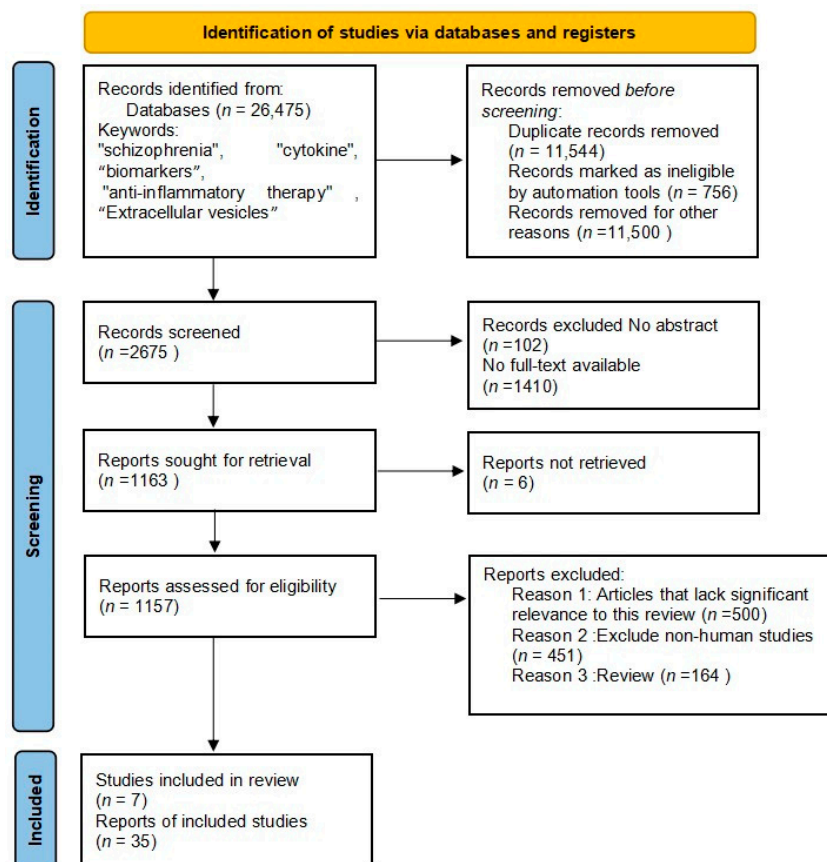 Identification of studies via databases and registers
Identification
Records identified from:
Databases (n = 26,475)
Keywords:
"schizophrenia", "cytokine",
“biomarkers”,
"anti-inflammatory therapy" ,
“Extracellular vesicles”
Records removed before
screening:
Duplicate records removed
(n = 11,544)
Records marked as ineligible
by automation tools (n = 756)
Records removed for other
reasons (n =11,500 )
Screening
Records screened
(n =2675 )
Records excluded No abstract
(n =102)
No full-text available
(n =1410)
Reports sought for retrieval
(n =1163 )
Reports not retrieved
(n = 6)
Reports assessed for eligibility
(n = 1157)
Reports excluded:
Reason 1: Articles that lack significant
relevance to this review (n =500)
Reason 2 :Exclude non-human studies
(n = 451)
Reason 3 :Review (n =164 )
Included
Studies included in review
(n = 7)
Reports of included studies
(n = 35)